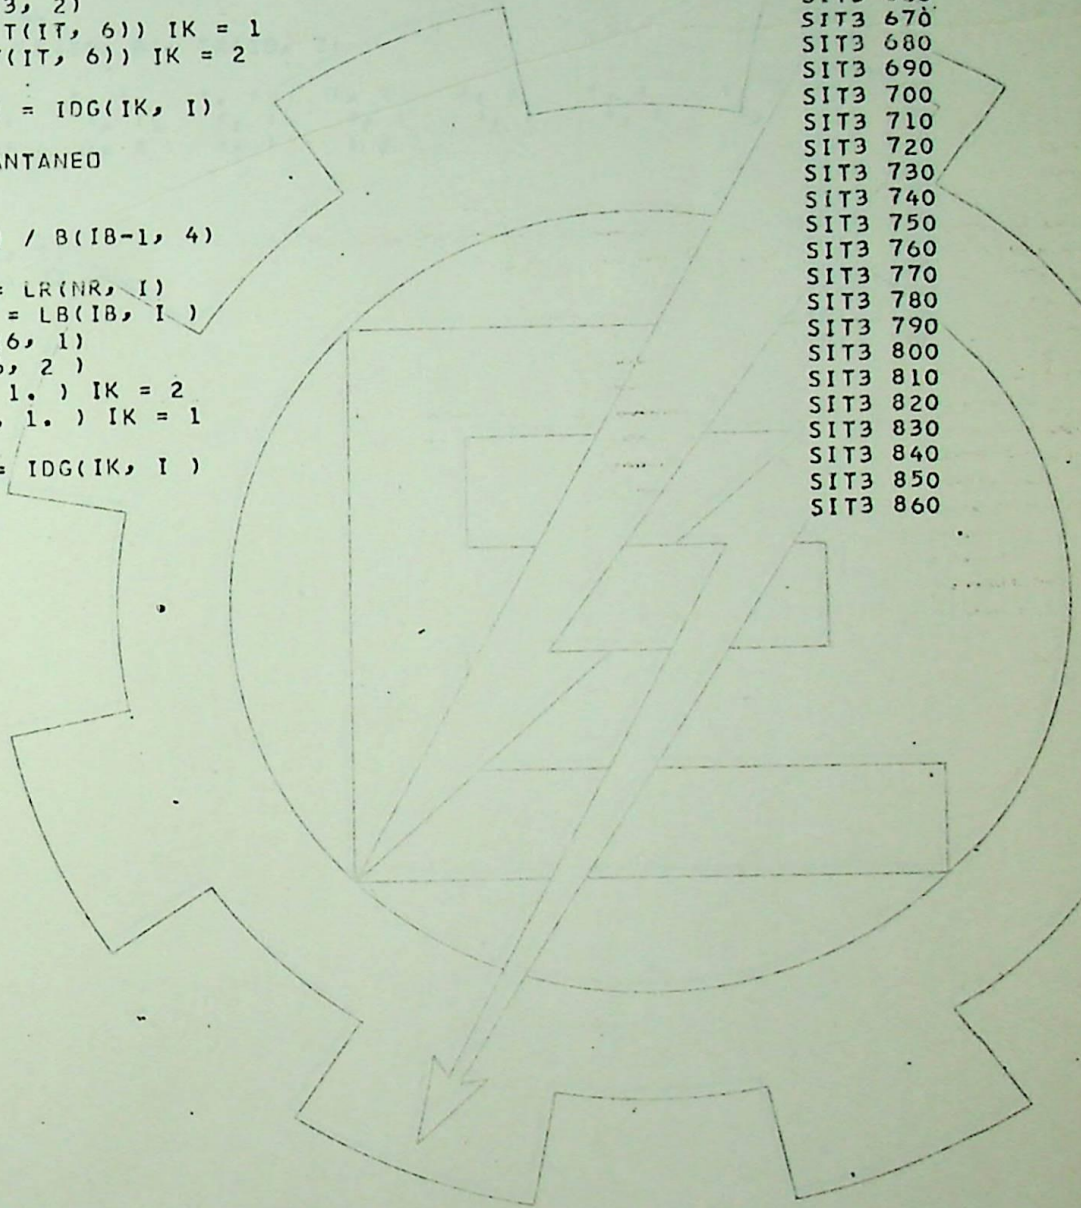 3, 2)
T(IT, 6)) IK = 1
(IT, 6)) IK = 2
= IDG(IK, I)
ANTANEO
/ B(IB-1, 4)
= LR(NR, I)
= LB(IB, I )
6, 1)
, 2 )
1. ) IK = 2
, 1. ) IK = 1
= IDG(IK, I )
SIT3 670
SIT3 680
SIT3 690
SIT3 700
SIT3 710
SIT3 720
SIT3 730
SIT3 740
SIT3 750
SIT3 760
SIT3 770
SIT3 780
SIT3 790
SIT3 800
SIT3 810
SIT3 820
SIT3 830
SIT3 840
SIT3 850
SIT3 860